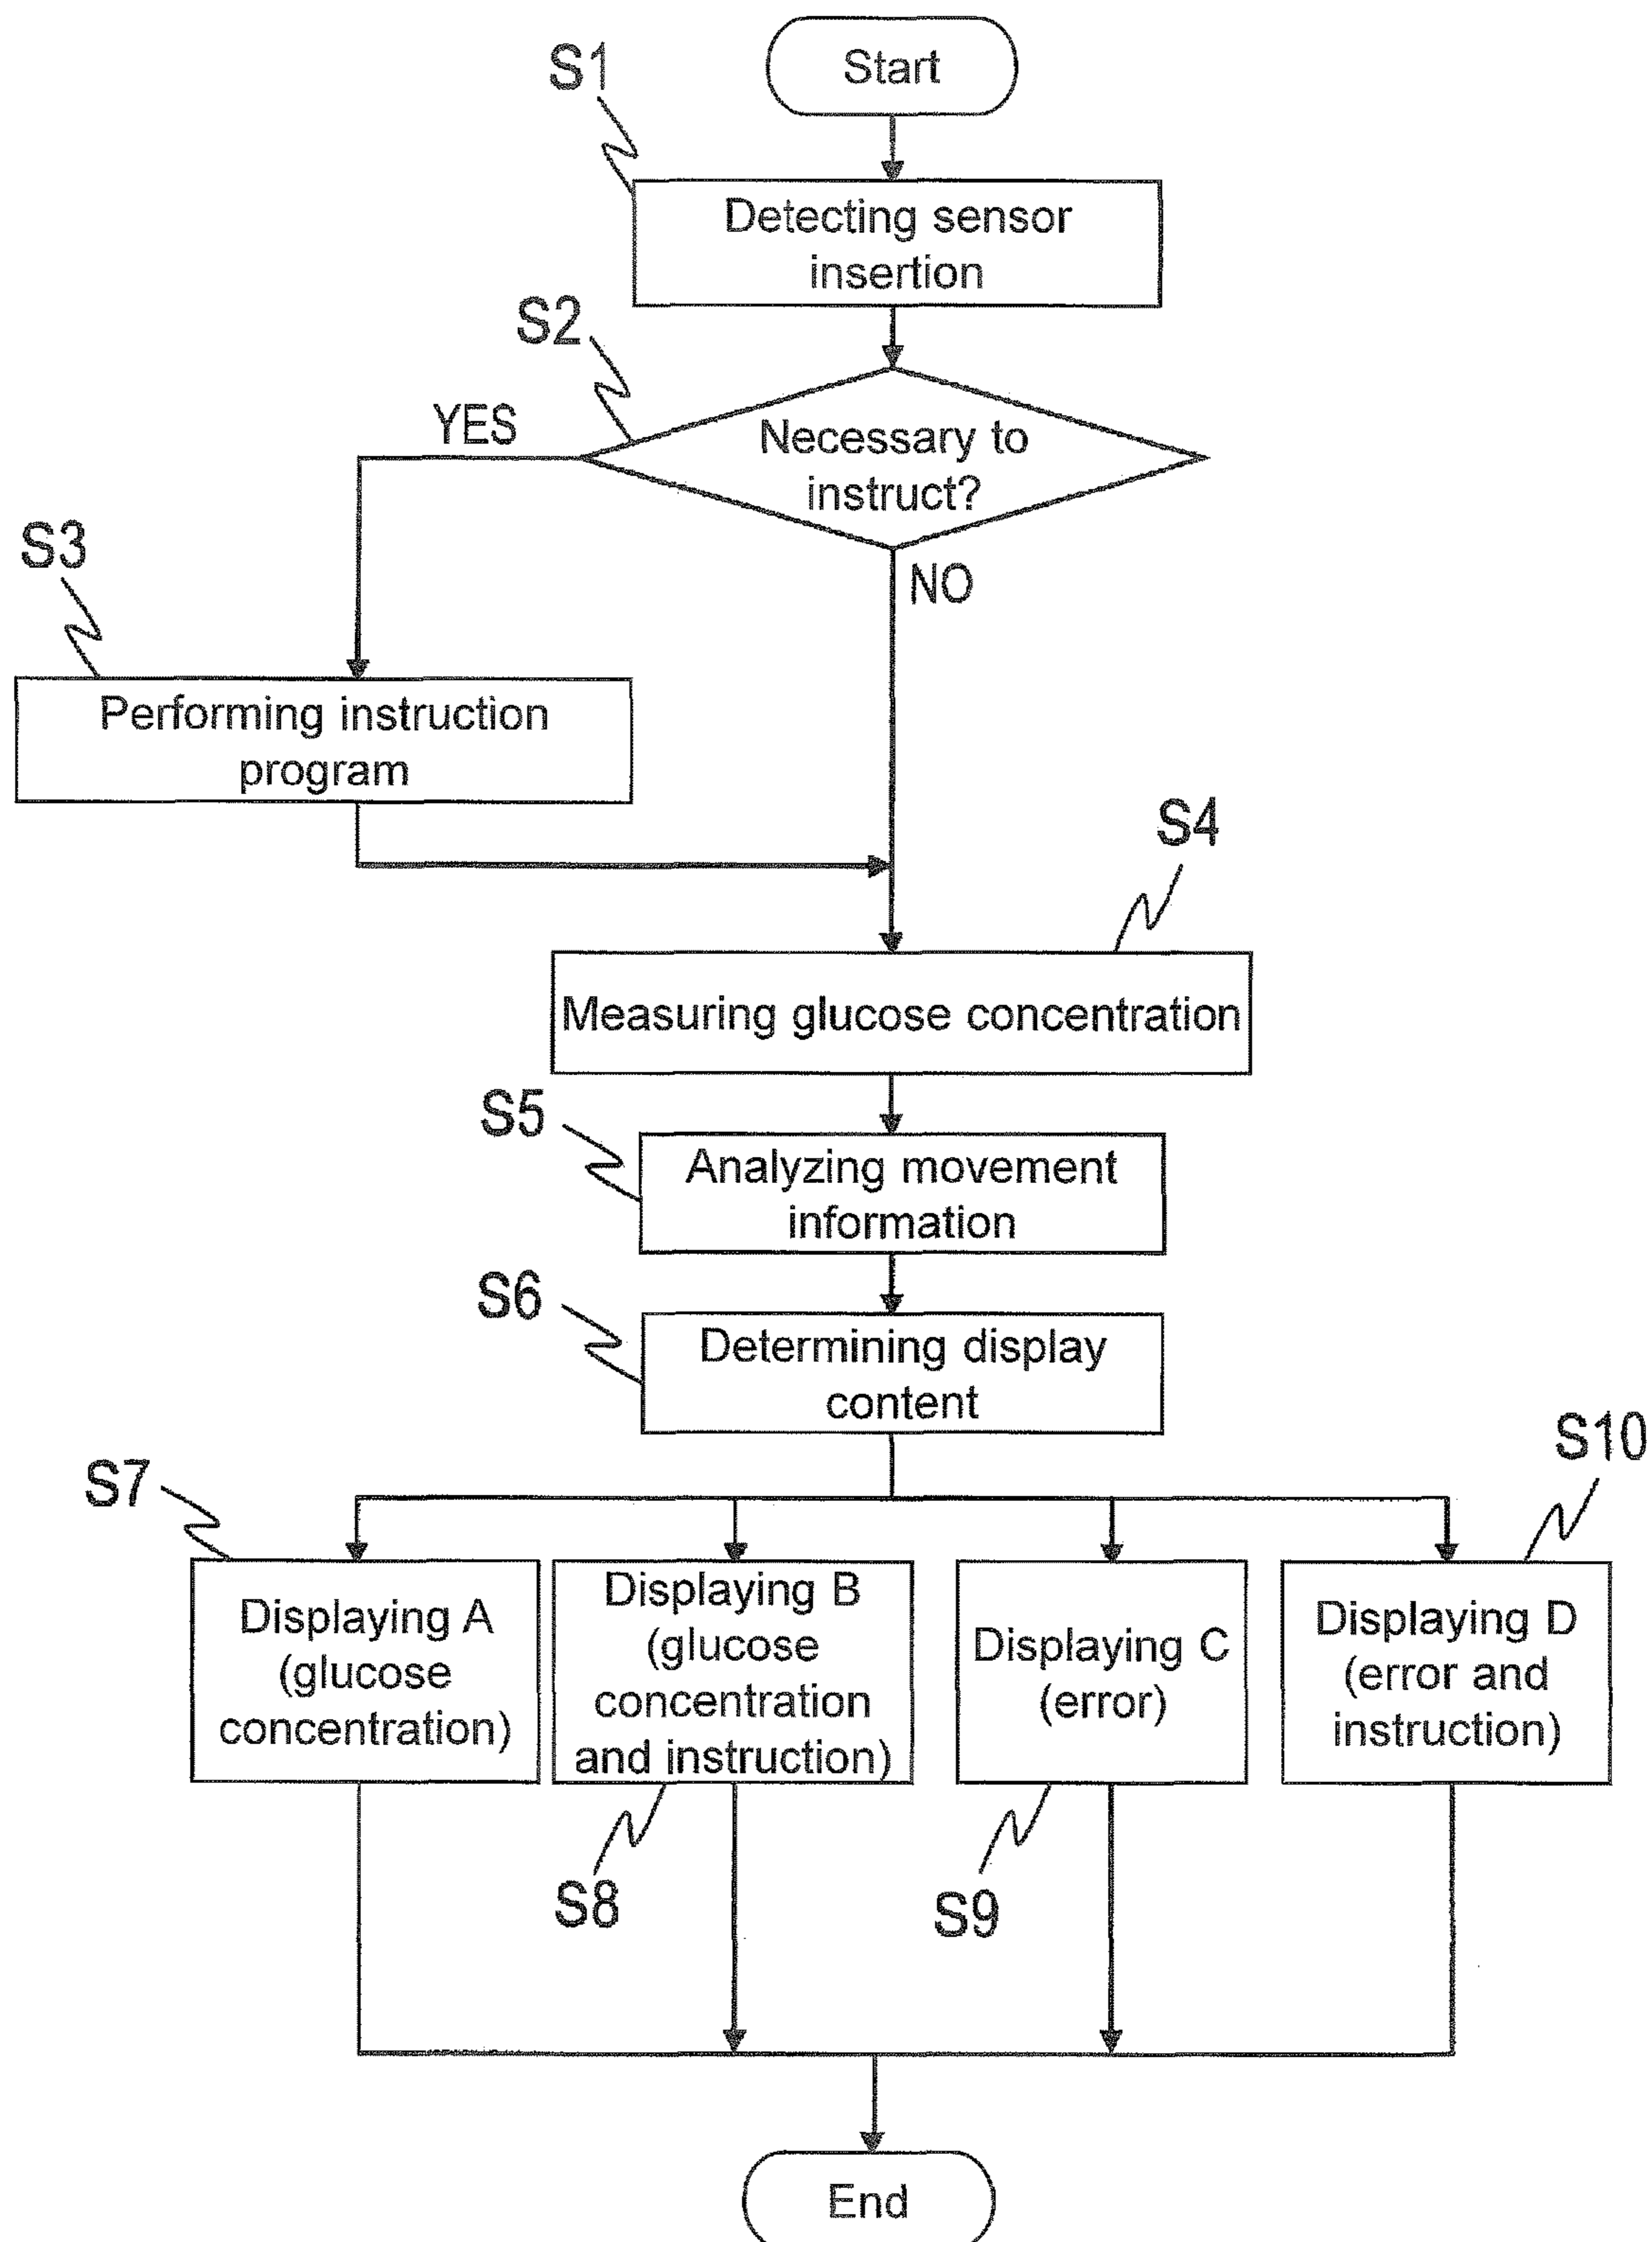 Start
S1
Detecting sensor
insertion
S2
YES
Necessary to
instruct?
NO
S3
Performing instruction
program
S4
Measuring glucose concentration
S5
Analyzing movement
information
S6
Determining display
content
S7
S10
Displaying A
(glucose
concentration)
Displaying B
(glucose
concentration
and instruction)
Displaying C
(error)
Displaying D
(error and
instruction)
S8
S9
End